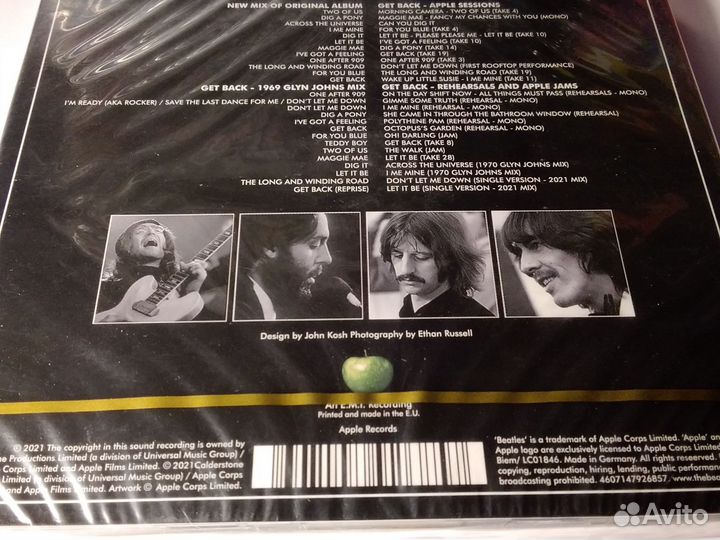 NEW MIX OF ORIGINAL ALBUM
TWO OF US
DIG A PONY
ACROSS THE UNIVERSE
I ME MINE
DIG IT
LET IT BE
MAGGIE MAE
I'VE GOT A FEELING
ONE AFTER 909
THE LONG AND WINDING ROAD
FOR YOU BLUE
GET BACK
GET BACK - 1969 GLYN JOHNS MIX
ONE AFTER 909
I'M READY (AKA ROCKER) / SAVE THE LAST DANCE FOR ME / DON'T LET ME DOWN
DON'T LET ME DOWN
DIG A PONY
I'VE GOT A FEELING
GET BACK
FOR YOU BLUE
TEDDY BOY
TWO OF US
MAGGIE MAE
DIG IT
LET IT BE
THE LONG AND WINDING ROAD
GET BACK (REPRISE)
GET BACK - APPLE SESSIONS
MORNING CAMERA - TWO OF US (TAKE 4)
MAGGIE MAE - FANCY MY CHANCES WITH YOU (MONO)
CAN YOU DIG IT
FOR YOU BLUE (TAKE 4)
LET IT BE - PLEASE PLEASE ME - LET IT BE (TAKE 10)
I'VE GOT A FEELING (TAKE 10)
DIG A PONY (TAKE 14)
GET BACK (TAKE 19)
ONE AFTER 909 (TAKE 3)
DON'T LET ME DOWN (FIRST ROOFTOP PERFORMANCE)
THE LONG AND WINDING ROAD (TAKE 19)
WAKE UP LITTLE SUSIE - I ME MINE (TAKE 11)
GET BACK - REHEARSALS AND APPLE JAMS
ON THE DAY SHIFT NOW - ALL THINGS MUST PASS (REHEARSALS - MONO)
GIMME SOME TRUTH (REHEARSAL - MONO)
I ME MINE (REHEARSAL - MONO)
SHE CAME IN THROUGH THE BATHROOM WINDOW (REHEARSAL)
POLYTHENE PAM (REHEARSAL - MONO)
OCTOPUS'S GARDEN (REHEARSAL - MONO)
OH! DARLING (JAM)
GET BACK (TAKE 8)
THE WALK (JAM)
LET IT BE (TAKE 28)
ACROSS THE UNIVERSE (1970 GLYN JOHNS MIX)
I ME MINE (1970 GLYN JOHNS MIX)
DON'T LET ME DOWN (SINGLE VERSION - 2021 MIX)
LET IT BE (SINGLE VERSION - 2021 MIX)
Design by John Kosh Photography by Ethan Russell
An E.M.I. Recording
Printed and made in the E.U.
Apple Records
© 2021 The copyright in this sound recording is owned by
Productions Limited (a division of Universal Music Group) /
Corps Limited and Apple Films Limited. © 2021Calderstone
Limited (a division of Universal Music Group) / Apple Corps
and Apple Films Limited. Artwork © Apple Corps Limited.
'Beatles' is a trademark of Apple Corps Limited. 'Apple' and
Apple logo are exclusively licensed to Apple Corps Limited.
Biem/ LC01846. Made in Germany. All rights
copying, reproduction, hiring, lending, public
broadcasting prohibited. 4607147926857.
Avito